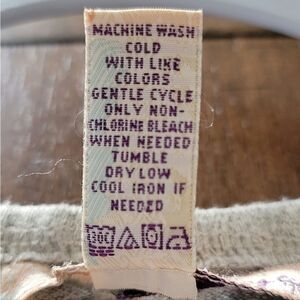 MACHINE WASH
COLD
WITH LIKE
COLORS
GENTLE CYCLE
ONLY NON-
CHLORINE BLEACH
WHEN NEEDED
TUMBLE
DRY LOW
COOL IRON IF
NEEDED
30C